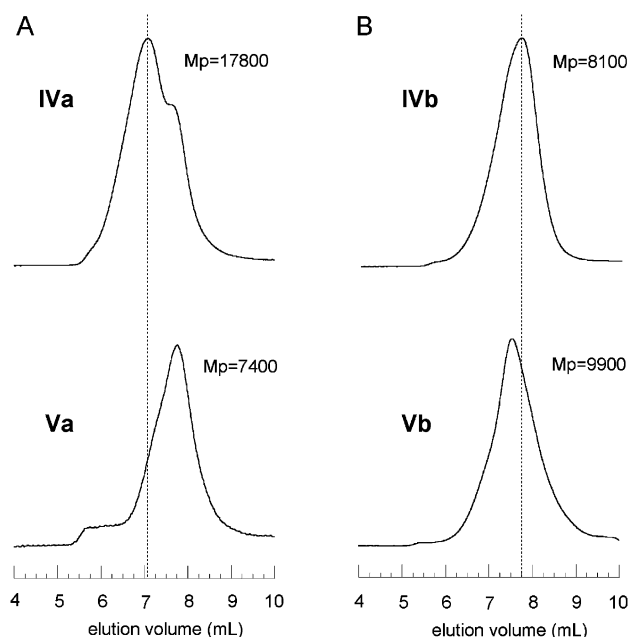 A
Mp=17800
IVa
Mp=7400
Va
4 5 6 7 8 9 10
elution volume (mL)
B
Mp=8100
IVb
Mp=9900
Vb
4 5 6 7 8 9 10
elution volume (mL)